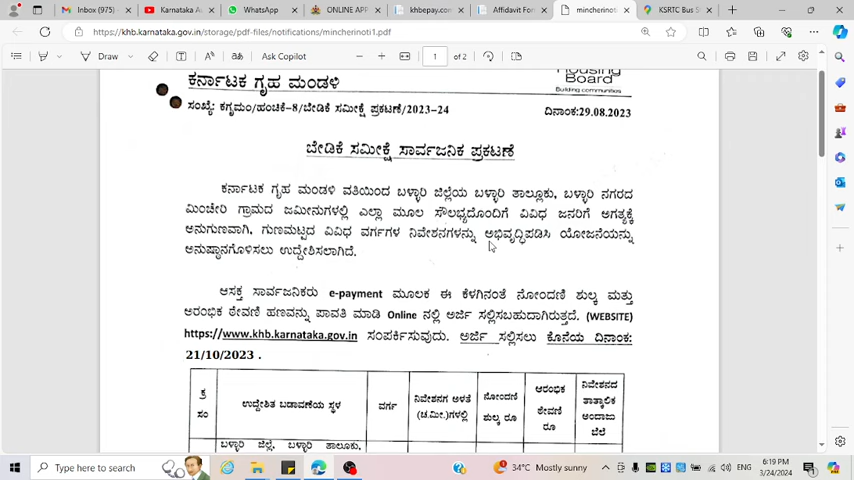 Inbox (705)
Karnataka A
WhatsApp
ONLINE APP
khbepay.com/
Affidavit For
mincherinoti
KSRTC Bus S
https://khb.karnataka.gov.in/storage/pdf-files/notifications/mincherinoti1.pdf
Draw
Ask Copilot
1
of 2
ಕರ್ನಾಟಕ ಗೃಹ ಮಂಡಳಿ
Housing
Board
Building communities
ಸಂಖ್ಯೆ: ಕಗೃಮಂ/ಹಂಚಿಕೆ-8/ಬೇಡಿಕೆ ಸಮೀಕ್ಷೆ ಪ್ರಕಟಣೆ/2023-24
ದಿನಾಂಕ:29.08.2023
ಬೇಡಿಕೆ ಸಮೀಕ್ಷೆ ಸಾರ್ವಜನಿಕ ಪ್ರಕಟಣೆ
ಕರ್ನಾಟಕ ಗೃಹ ಮಂಡಳಿ ವತಿಯಿಂದ ಬಳ್ಳಾರಿ ಜಿಲ್ಲೆಯ ಬಳ್ಳಾರಿ ತಾಲ್ಲೂಕು, ಬಳ್ಳಾರಿ ನಗರದ
ಮಿಂಚೇರಿ ಗ್ರಾಮದ ಜಮೀನುಗಳಲ್ಲಿ ಎಲ್ಲಾ ಮೂಲ ಸೌಲಭ್ಯದೊಂದಿಗೆ ವಿವಿಧ ಜನರಿಗೆ ಅಗತ್ಯಕ್ಕೆ
ಅನುಗುಣವಾಗಿ, ಗುಣಮಟ್ಟದ ವಿವಿಧ ವರ್ಗಗಳ ನಿವೇಶನಗಳನ್ನು ಅಭಿವೃದ್ಧಿಪಡಿಸಿ ಯೋಜನೆಯನ್ನು
ಅನುಷ್ಠಾನಗೊಳಿಸಲು ಉದ್ದೇಶಿಸಲಾಗಿದೆ.
ಆಸಕ್ತ ಸಾರ್ವಜನಿಕರು e-payment ಮೂಲಕ ಈ ಕೆಳಗಿನಂತೆ ನೋಂದಣಿ ಶುಲ್ಕ ಮತ್ತು
ಆರಂಭಿಕ ಠೇವಣಿ ಹಣವನ್ನು ಪಾವತಿ ಮಾಡಿ Online ನಲ್ಲಿ ಅರ್ಜಿ ಸಲ್ಲಿಸಬಹುದಾಗಿರುತ್ತದೆ. (WEBSITE)
https://www.khb.karnataka.gov.in ಸಂಪರ್ಕಿಸುವುದು. ಅರ್ಜಿ ಸಲ್ಲಿಸಲು ಕೊನೆಯ ದಿನಾಂಕ:
21/10/2023 .
ಕ್ರ
ಸಂ
ಉದ್ದೇಶಿತ ಬಡಾವಣೆಯ ಸ್ಥಳ
ವರ್ಗ
ನಿವೇಶನಗ ಅಳತೆ
(ಚ.ಮೀ.)ಗಳಲ್ಲಿ
ನೋಂದಣಿ
ಶುಲ್ಕ ರೂ
ಆರಂಭಿಕ
ಠೇವಣಿ
ರೂ
ನಿವೇಶನದ
ತಾತ್ಕಾಲಿಕ
ಅಂದಾಜು
ಬೆಲೆ
ಬಳ್ಳಾರಿ ಜಿಲ್ಲೆ, ಬಳ್ಳಾರಿ ತಾಲೂಕು,
Type here to search
34°C Mostly sunny
ENG
6:19 PM
3/24/2024